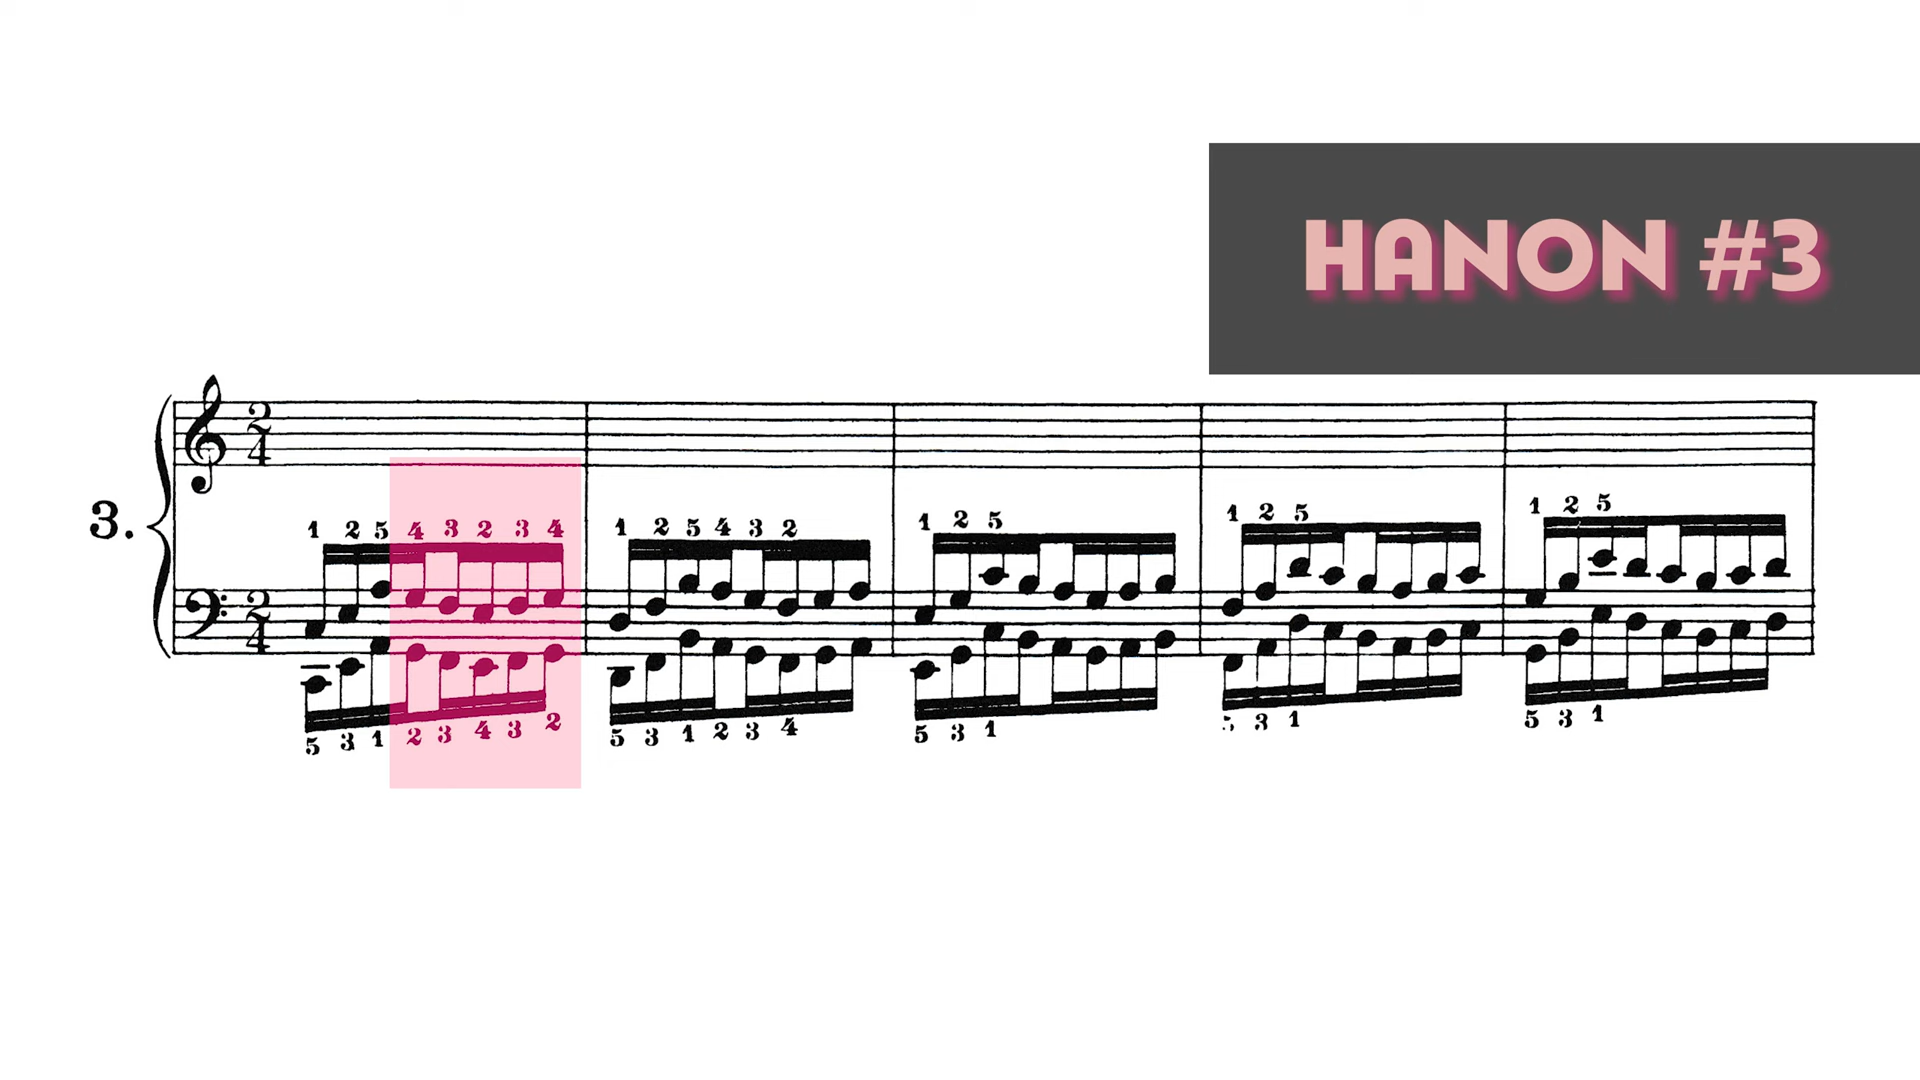 HANON #3
2 4
3.
1 2 5 4 3 2 3 4 1 2 5 4 3 2 1 2 5 1 2 5 1 2 5
2 4
5 3 1 2 3 4 3 2 5 3 1 2 3 4 5 3 1 5 3 1 5 3 1